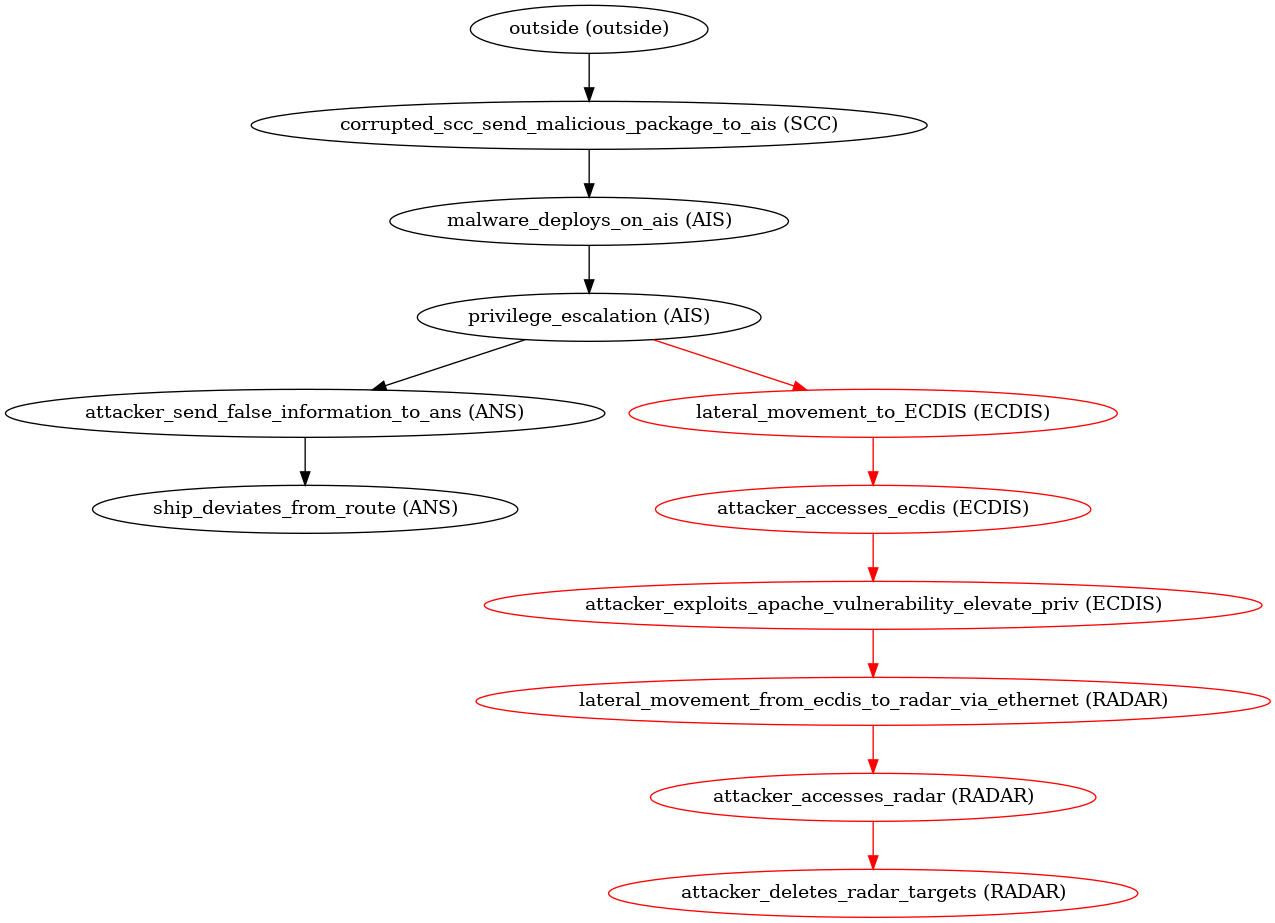 outside (outside)
corrupted_scc_send_malicious_package_to_ais (SCC)
malware_deploys_on_ais (AIS)
privilege_escalation (AIS)
attacker_send_false_information_to_ans (ANS)
lateral_movement_to_ECDIS (ECDIS)
ship_deviates_from_route (ANS)
attacker_accesses_ecdis (ECDIS)
attacker_exploits_apache_vulnerability_elevate_priv (ECDIS)
lateral_movement_from_ecdis_to_radar_via_ethernet (RADAR)
attacker_accesses_radar (RADAR)
attacker_deletes_radar_targets (RADAR)